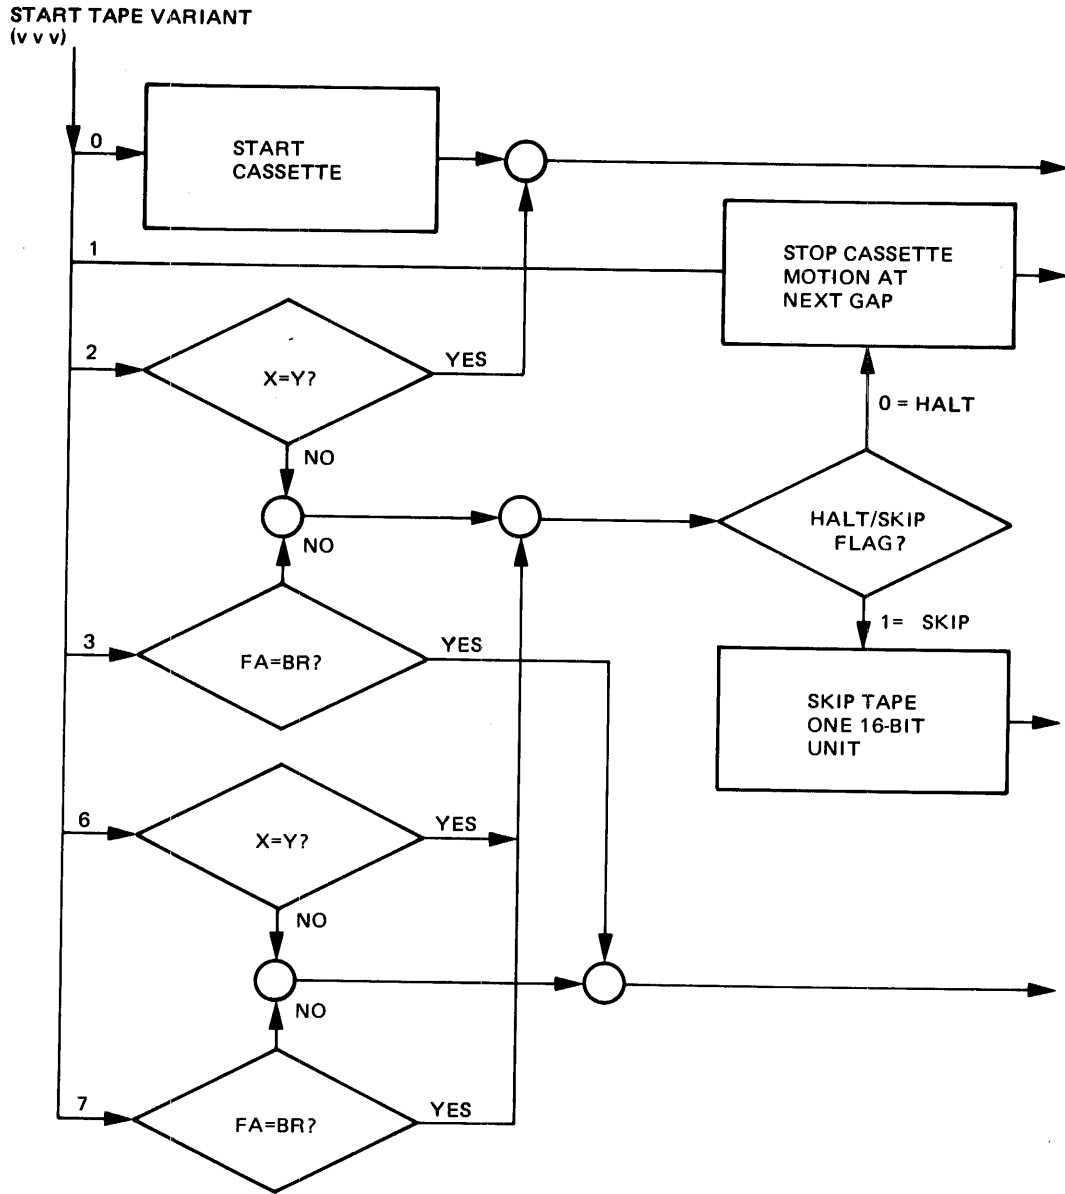 START TAPE VARIANT
(v v v)
0
START
CASSETTE
1
STOP CASSETTE
MOTION AT
NEXT GAP
2
X=Y?
YES
0 = HALT
NO
HALT/SKIP
FLAG?
NO
1= SKIP
3
FA=BR?
YES
SKIP TAPE
ONE 16-BIT
UNIT
6
X=Y?
YES
NO
NO
7
FA=BR?
YES